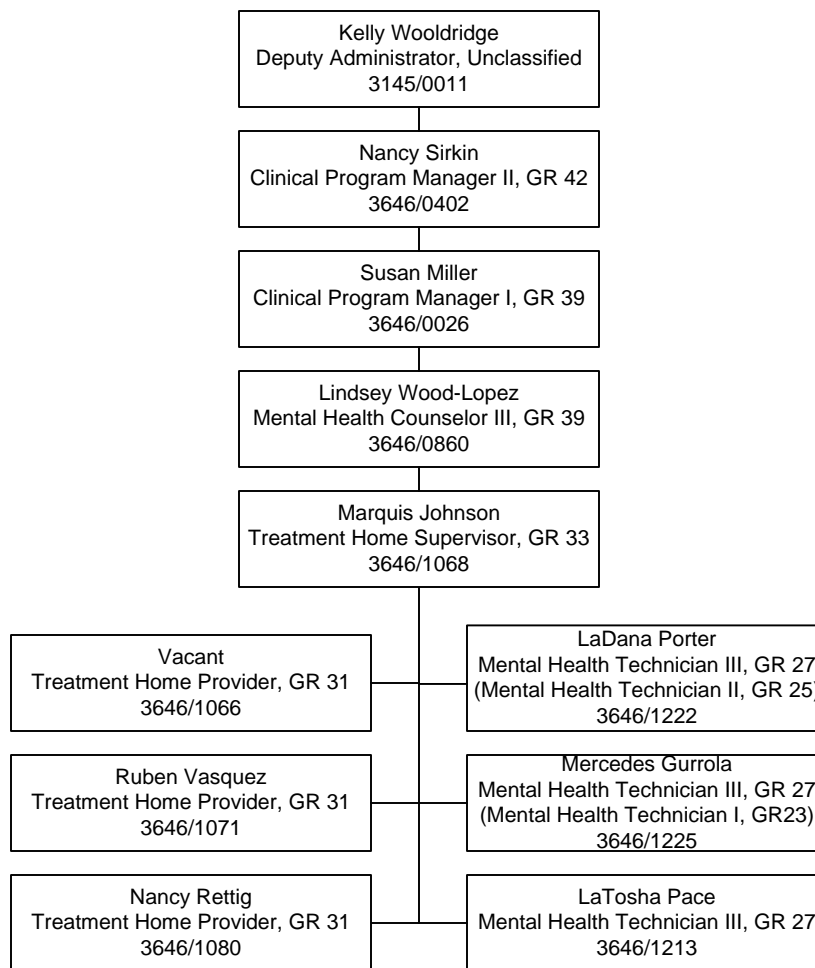 Kelly Wooldridge
Deputy Administrator, Unclassified
3145/0011
Nancy Sirkin
Clinical Program Manager II, GR 42
3646/0402
Susan Miller
Clinical Program Manager I, GR 39
3646/0026
Lindsey Wood-Lopez
Mental Health Counselor III, GR 39
3646/0860
Marquis Johnson
Treatment Home Supervisor, GR 33
3646/1068
Vacant
Treatment Home Provider, GR 31
3646/1066
LaDana Porter
Mental Health Technician III, GR 27
(Mental Health Technician II, GR 25)
3646/1222
Ruben Vasquez
Treatment Home Provider, GR 31
3646/1071
Mercedes Gurrola
Mental Health Technician III, GR 27
(Mental Health Technician I, GR23)
3646/1225
Nancy Rettig
Treatment Home Provider, GR 31
3646/1080
LaTosha Pace
Mental Health Technician III, GR 27
3646/1213